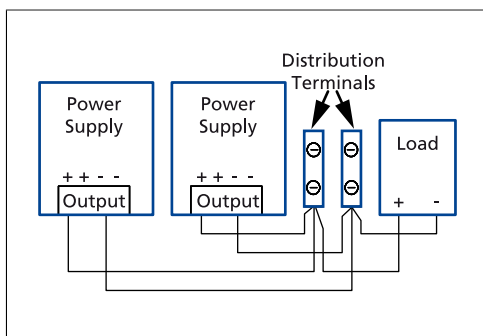 Distribution
Terminals
Power
Supply
+ + - -
Output
Power
Supply
+ + - -
Output
Load
+ -